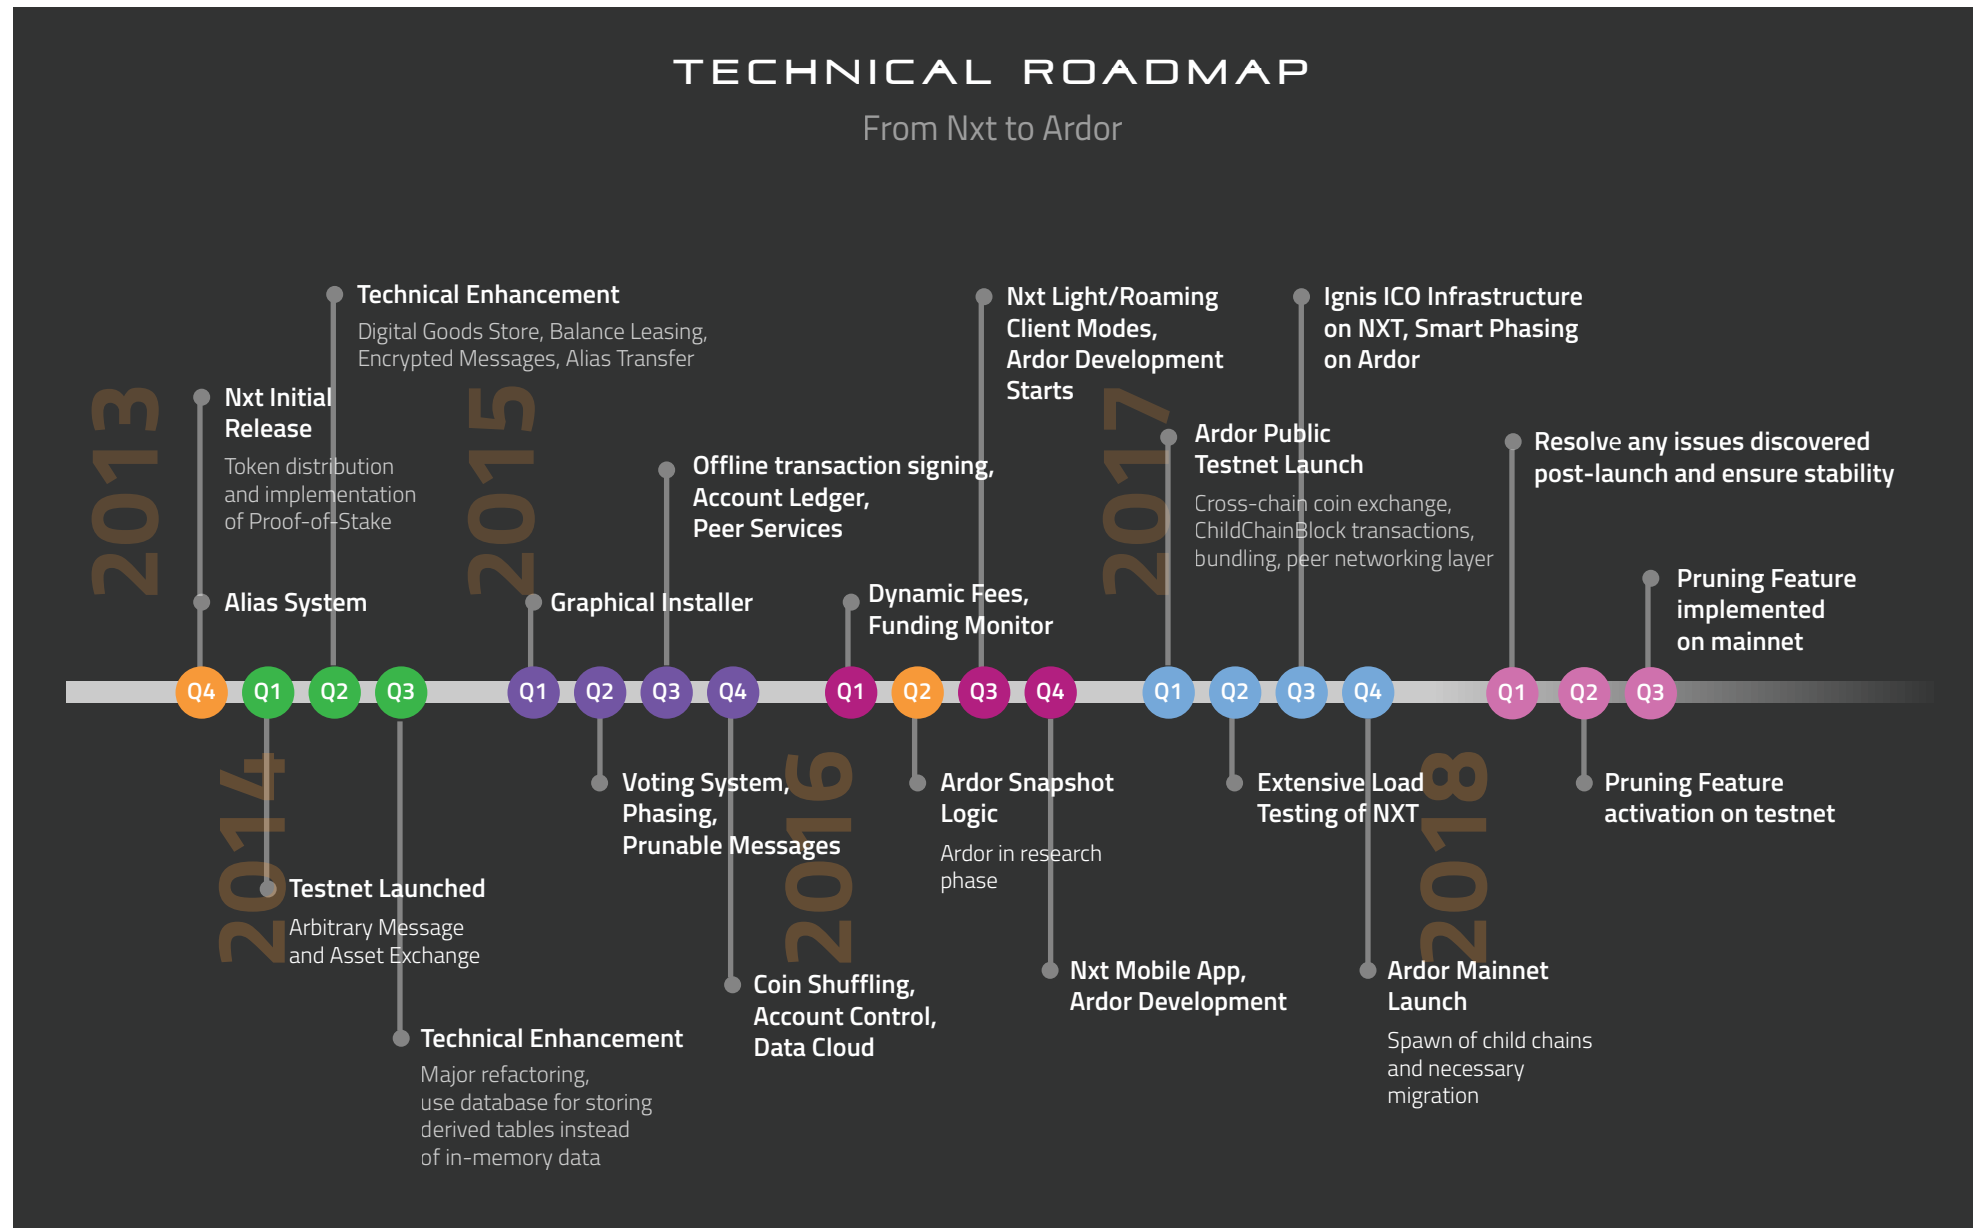 TECHNICAL ROADMAP
From Nxt to Ardor
2013
Nxt Initial
Release
Token distribution
and implementation
of Proof-of-Stake
Alias System
Technical Enhancement
Digital Goods Store, Balance Leasing,
Encrypted Messages, Alias Transfer
2015
Graphical Installer
Offline transaction signing,
Account Ledger,
Peer Services
Dynamic Fees,
Funding Monitor
Nxt Light/Roaming
Client Modes,
Ardor Development
Starts
2017
Ardor Public
Testnet Launch
Cross-chain coin exchange,
ChildChainBlock transactions,
bundling, peer networking layer
Ignis ICO Infrastructure
on NXT, Smart Phasing
on Ardor
Resolve any issues discovered
post-launch and ensure stability
Pruning Feature
implemented
on mainnet
Q4 Q1 Q2 Q3 Q1 Q2 Q3 Q4 Q1 Q2 Q3 Q4 Q1 Q2 Q3 Q4 Q1 Q2 Q3
2014
Testnet Launched
Arbitrary Message
and Asset Exchange
Technical Enhancement
Major refactoring,
use database for storing
derived tables instead
of in-memory data
Voting System,
Phasing,
Prunable Messages
Coin Shuffling,
Account Control,
Data Cloud
2016
Ardor Snapshot
Logic
Ardor in research
phase
Nxt Mobile App,
Ardor Development
Extensive Load
Testing of NXT
Ardor Mainnet
Launch
Spawn of child chains
and necessary
migration
2018
Pruning Feature
activation on testnet